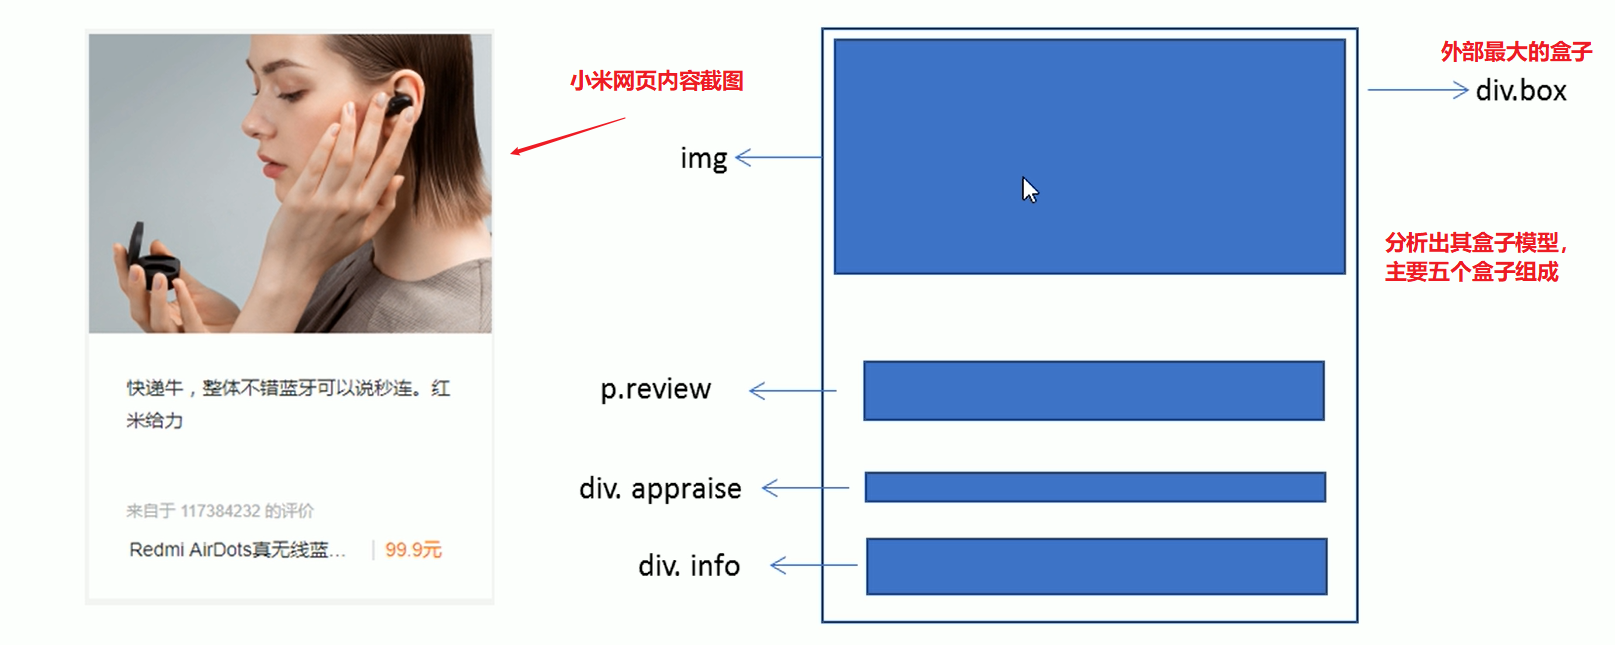 小米网页内容截图
外部最大的盒子
div.box
img
分析出其盒子模型，
主要五个盒子组成
快递牛，整体不错蓝牙可以说秒连。红
米给力
p.review
来自于 117384232 的评价
div. appraise
Redmi AirDots真无线蓝... 99.9元
div. info